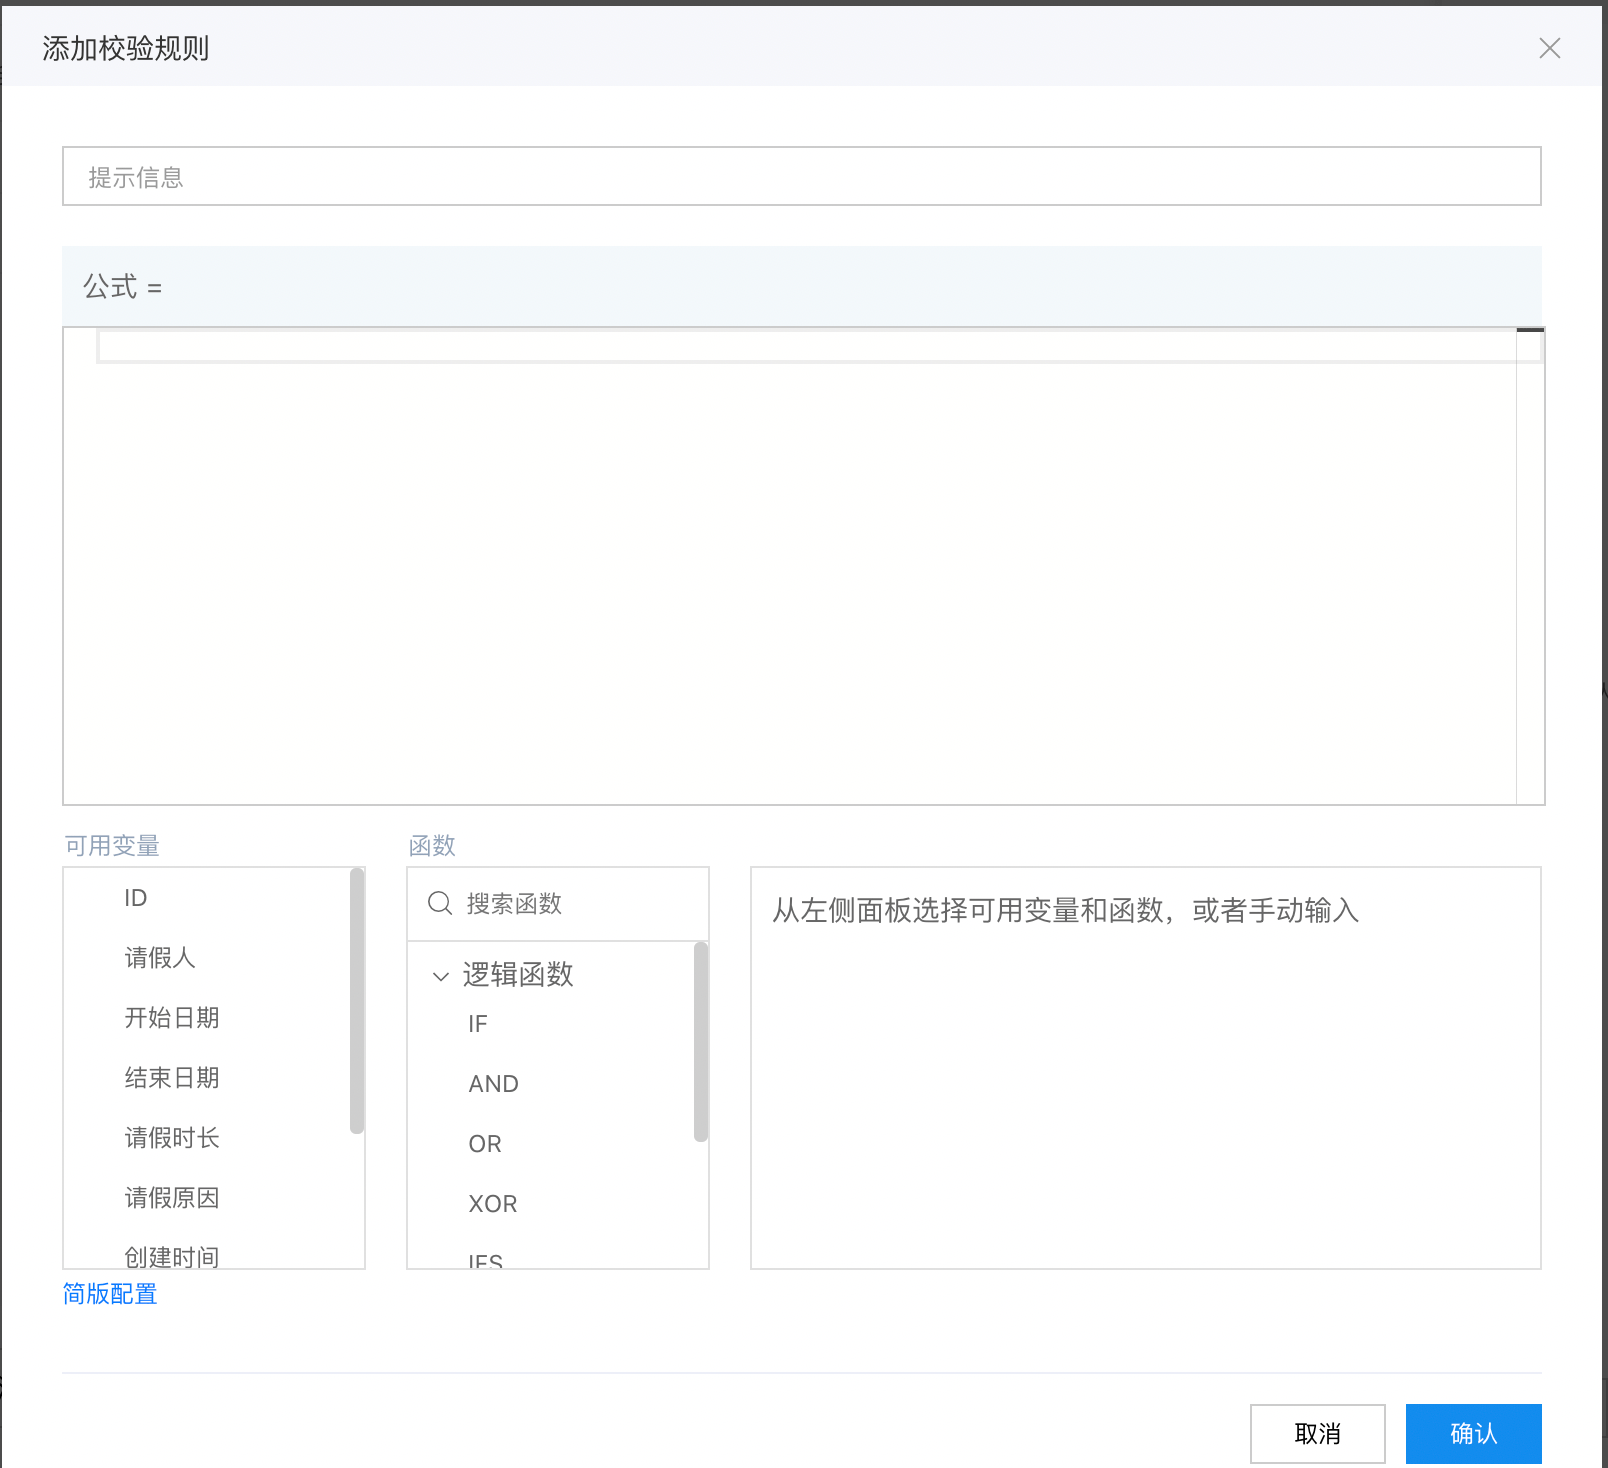 添加校验规则
提示信息
公式 =
可用变量
ID
请假人
开始日期
结束日期
请假时长
请假原因
创建时间
简版配置
函数
搜索函数
逻辑函数
IF
AND
OR
XOR
IFS
从左侧面板选择可用变量和函数，或者手动输入
取消
确认